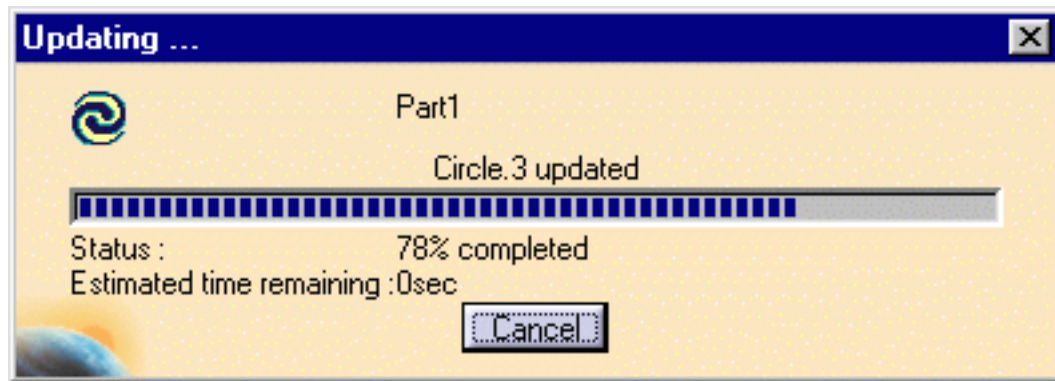 Updating ...
Part1
Circle.3 updated
Status : 78% completed
Estimated time remaining :0sec
Cancel